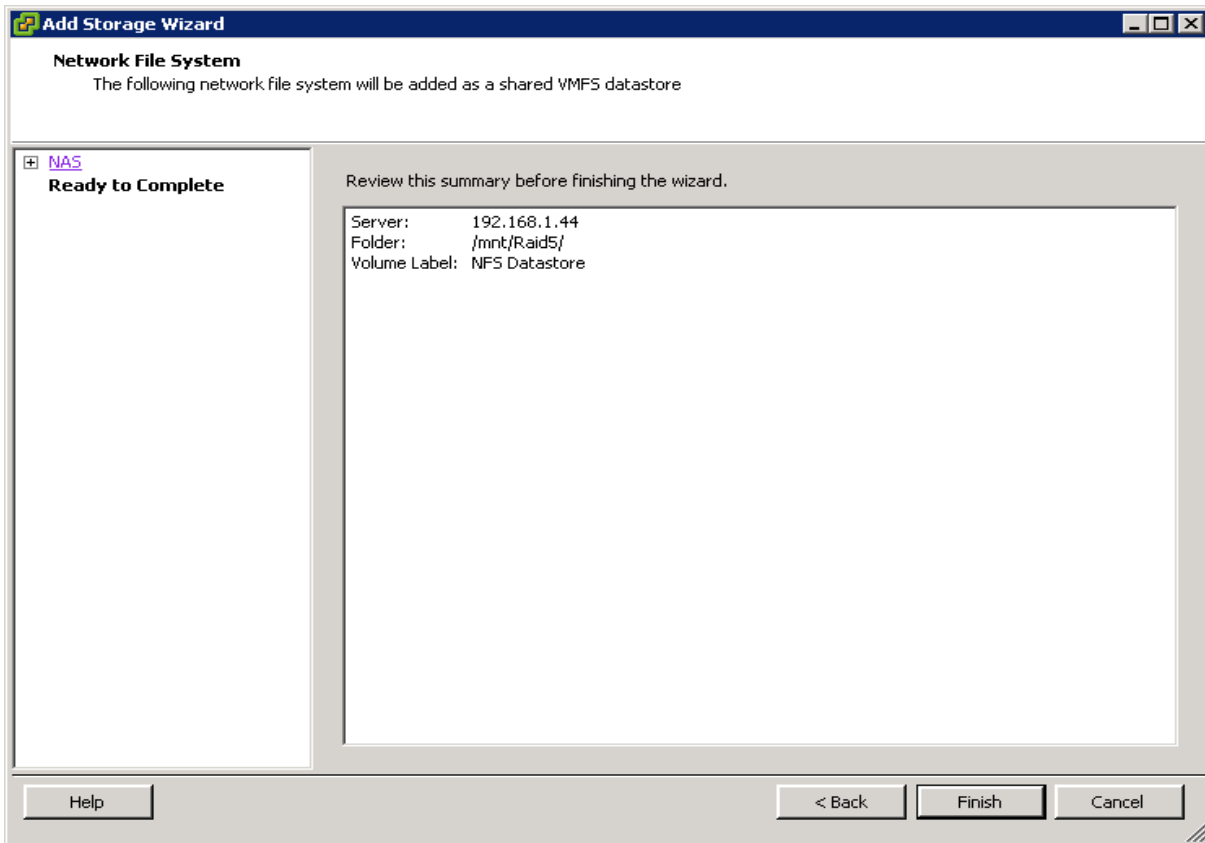 Add Storage Wizard
Network File System
The following network file system will be added as a shared VMFS datastore
NAS
Ready to Complete
Review this summary before finishing the wizard.
Server: 192.168.1.44
Folder: /mnt/Raid5/
Volume Label: NFS Datastore
Help
< Back
Finish
Cancel